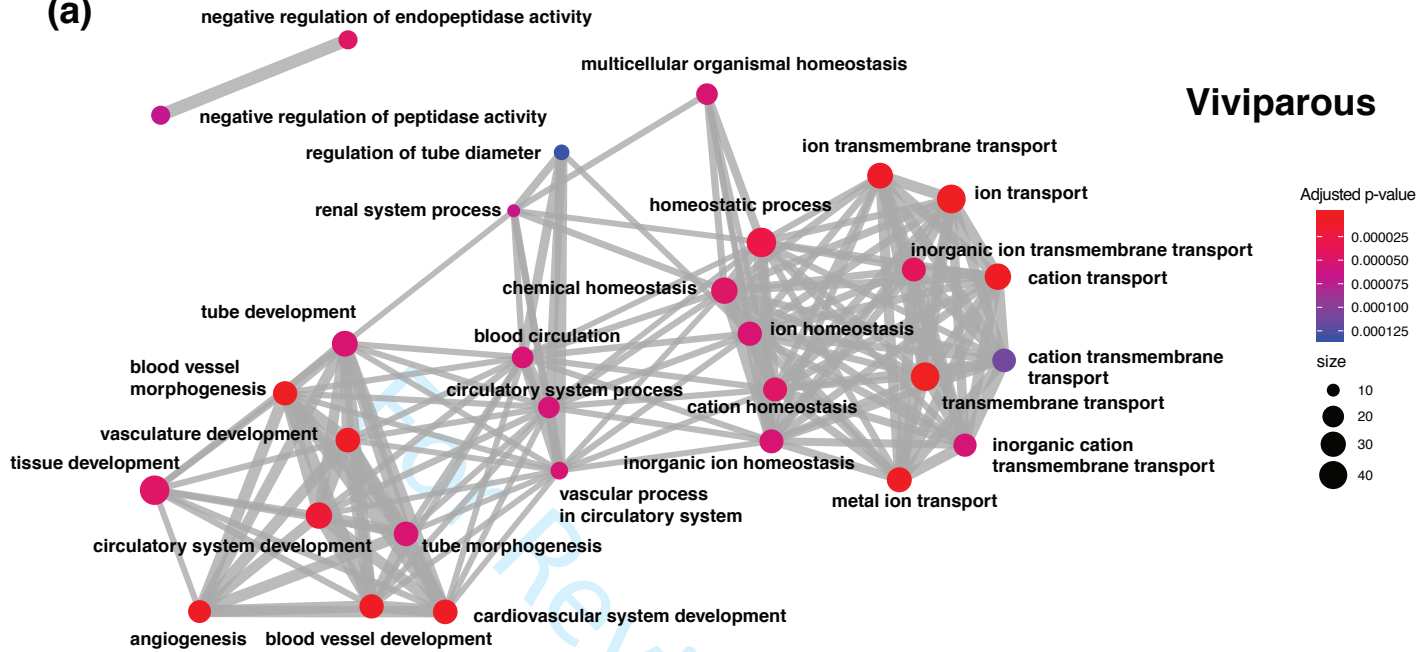 (a)
negative regulation of endopeptidase activity
multicellular organismal homeostasis
Viviparous
negative regulation of peptidase activity
regulation of tube diameter
ion transmembrane transport
ion transport
renal system process
homeostatic process
inorganic ion transmembrane transport
cation transport
chemical homeostasis
tube development
blood circulation
ion homeostasis
blood vessel
morphogenesis
circulatory system process
cation homeostasis
cation transmembrane
transport
transmembrane transport
vasculature development
tissue development
inorganic ion homeostasis
inorganic cation
transmembrane transport
metal ion transport
vascular process
in circulatory system
circulatory system development
tube morphogenesis
cardiovascular system development
angiogenesis
blood vessel development
Adjusted p-value
0.000025
0.000050
0.000075
0.000100
0.000125
size
10
20
30
40
For Revi